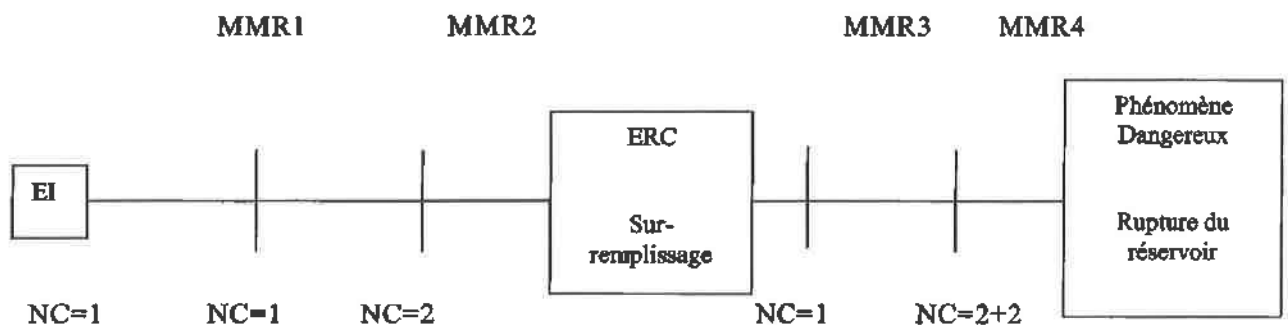 MMR1 MMR2 MMR3 MMR4
EI
ERC
Sur-
remplissage
Phénomène
Dangereux
Rupture du
réservoir
NC=1 NC=1 NC=2 NC=1 NC=2+2